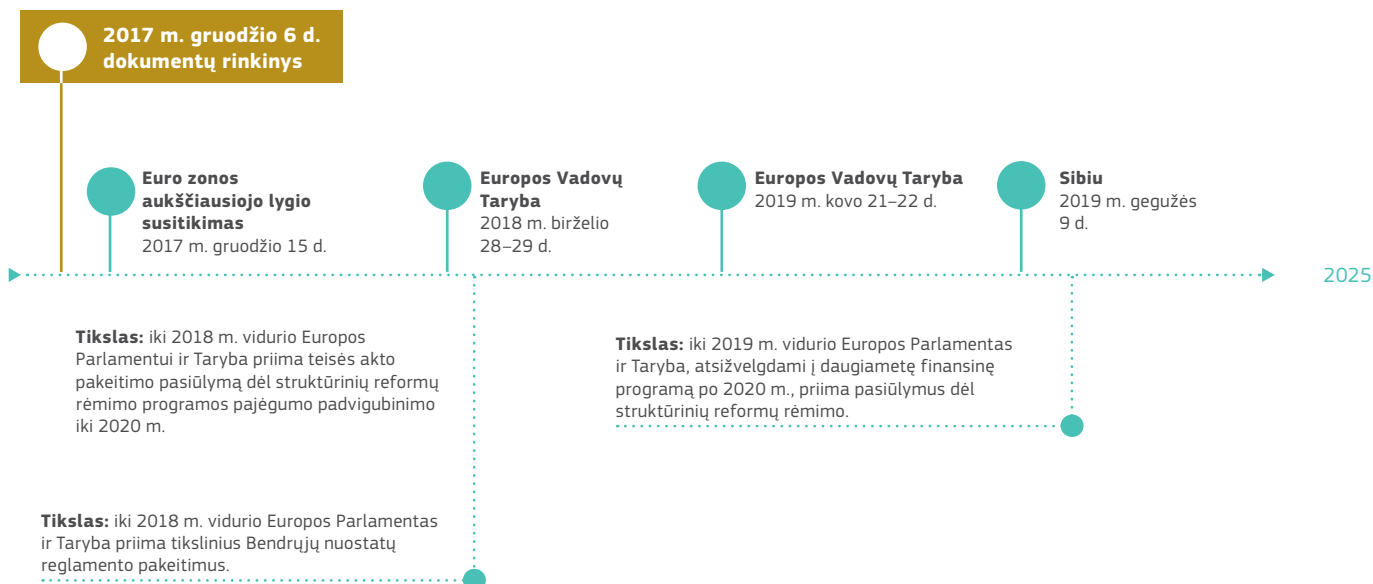 2017 m. gruodžio 6 d.
dokumentų rinkinys
Euro zonos
aukščiausiojo lygio
susitikimas
2017 m. gruodžio 15 d.
Europos Vadovų
Taryba
2018 m. birželio
28–29 d.
Europos Vadovų Taryba
2019 m. kovo 21–22 d.
Sibiu
2019 m. gegužės
9 d.
2025
Tikslas: iki 2018 m. vidurio Europos
Parlamentui ir Taryba priima teisės akto
pakeitimo pasiūlymą dėl struktūrinių reformų
rėmimo programos pajėgumo padvigubinimo
iki 2020 m.
Tikslas: iki 2019 m. vidurio Europos Parlamentas
ir Taryba, atsižvelgdami į daugiametę finansinę
programą po 2020 m., priima pasiūlymus dėl
struktūrinių reformų rėmimo.
Tikslas: iki 2018 m. vidurio Europos Parlamentas
ir Taryba priima tikslinius Bendrųjų nuostatų
reglamento pakeitimus.